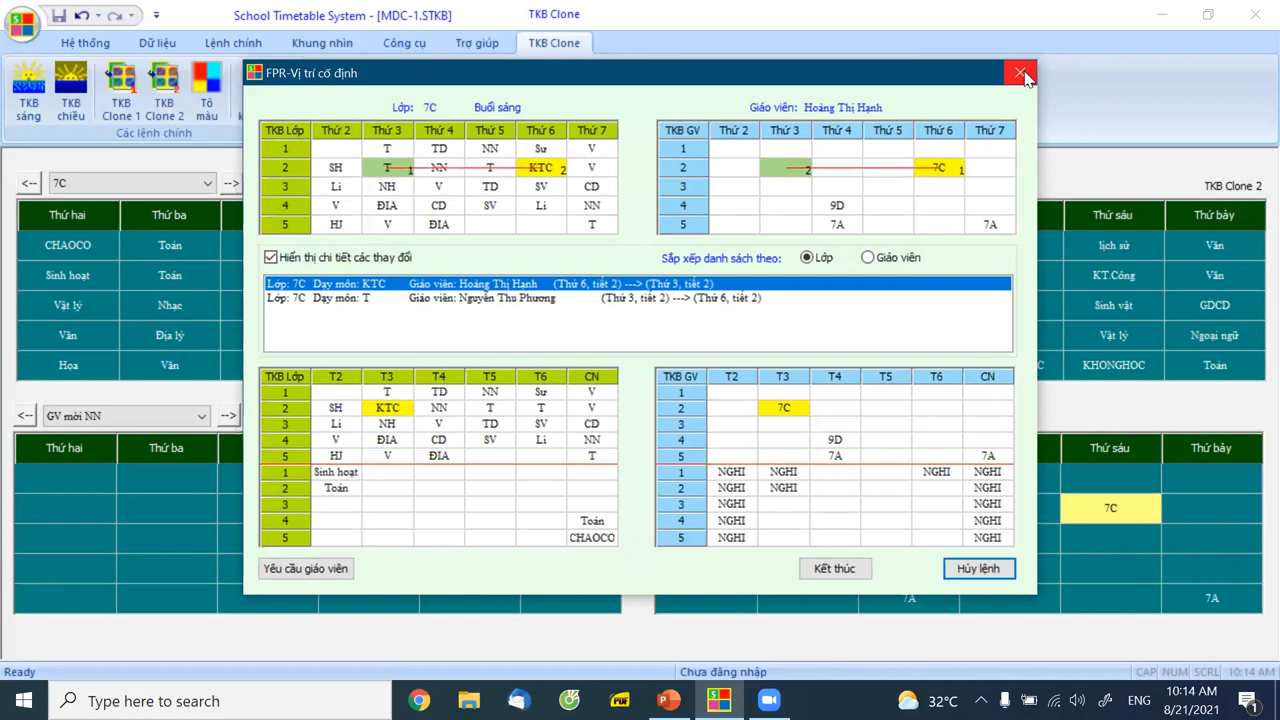 School Timetable System - [MDC-1.STKB]
TKB Clone
Hệ thống
Dữ liệu
Lệnh chính
Khung nhìn
Công cụ
Trợ giúp
TKB Clone
TKB sáng
TKB chiều
TKB Clone 1
TKB Clone 2
Tô màu
Các lệnh chính
FPR-Vị trí cố định
Lớp: 7C Buổi sáng
Giáo viên: Hoàng Thị Hạnh
TKB Lớp Thứ 2 Thứ 3 Thứ 4 Thứ 5 Thứ 6 Thứ 7
1 T TD NN Sư V
2 SH T 1 NN T KTC 2 V
3 Li NH V TD SV CD
4 V ĐIA CD SV Li NN
5 HJ V ĐIA T
TKB GV Thứ 2 Thứ 3 Thứ 4 Thứ 5 Thứ 6 Thứ 7
1
2 2 7C 1
3
4 9D
5 7A 7A
Hiển thị chi tiết các thay đổi
Sắp xếp danh sách theo: Lớp Giáo viên
Lớp: 7C Dạy môn: KTC Giáo viên: Hoàng Thị Hạnh (Thứ 6, tiết 2) ---> (Thứ 3, tiết 2)
Lớp: 7C Dạy môn: T Giáo viên: Nguyễn Thu Phương (Thứ 3, tiết 2) ---> (Thứ 6, tiết 2)
TKB Lớp T2 T3 T4 T5 T6 CN
1 T TD NN Sư V
2 SH KTC NN T T V
3 Li NH V TD SV CD
4 V ĐIA CD SV Li NN
5 HJ V ĐIA T
1 Sinh hoạt
2 Toán
3
4 Toán
5 CHAOCO
TKB GV T2 T3 T4 T5 T6 CN
1
2 7C
3
4 9D
5 7A 7A
1 NGHI NGHI NGHI NGHI
2 NGHI NGHI NGHI
3 NGHI NGHI
4 NGHI NGHI
5 NGHI NGHI
Yêu cầu giáo viên
Kết thúc
Hủy lệnh
<-- 7C -->
Thứ hai Thứ ba
CHAOCO Toán
Sinh hoạt Toán
Vật lý Nhạc
Văn Địa lý
Họa Văn
<-- GV mời NN -->
Thứ hai Thứ ba
TKB Clone 2
Thứ sáu Thứ bảy
lịch sử Văn
KT.Công Văn
Sinh vật GDCD
Vật lý Ngoại ngữ
KHONGHOC Toán
Thứ sáu Thứ bảy
7C
7A 7A
Ready
Chưa đăng nhập
CAP NUM SCRL 10:14 AM
Type here to search
PDF
32°C
ENG
10:14 AM
8/21/2021
1